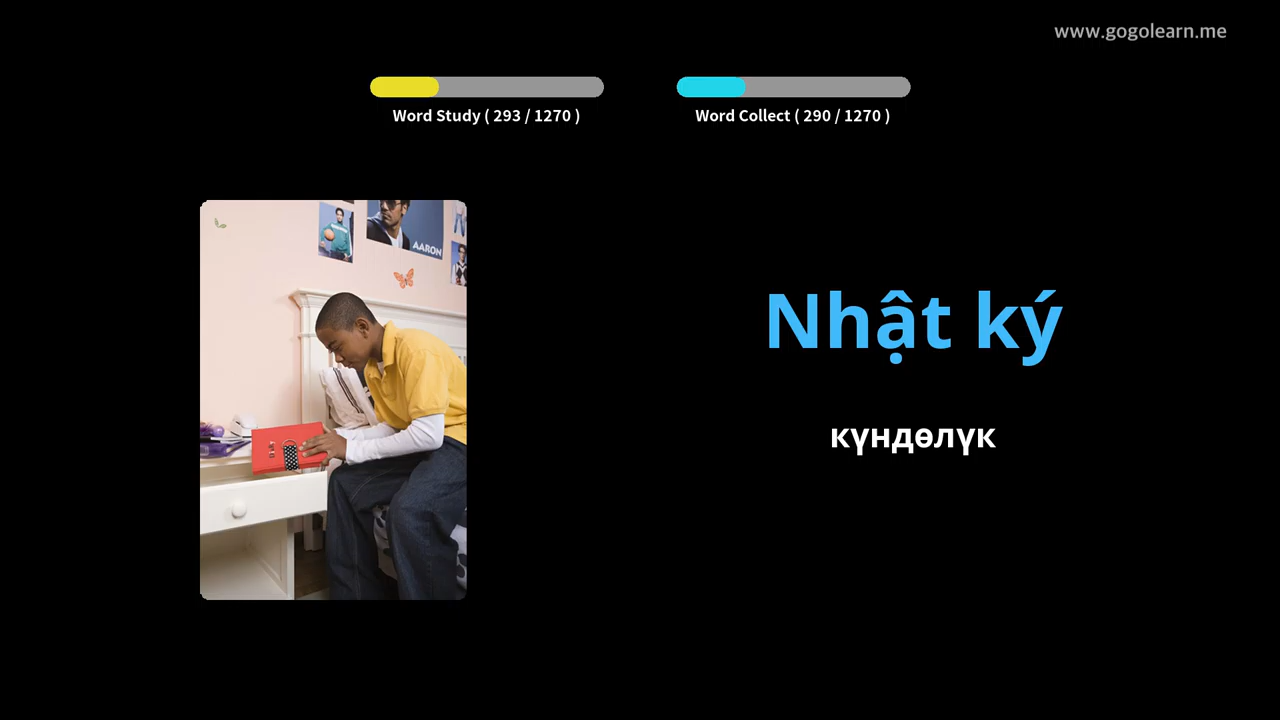 www.gogolearn.me
Word Study ( 293 / 1270 )
Word Collect ( 290 / 1270 )
AARON
Nhật ký
күндөлүк